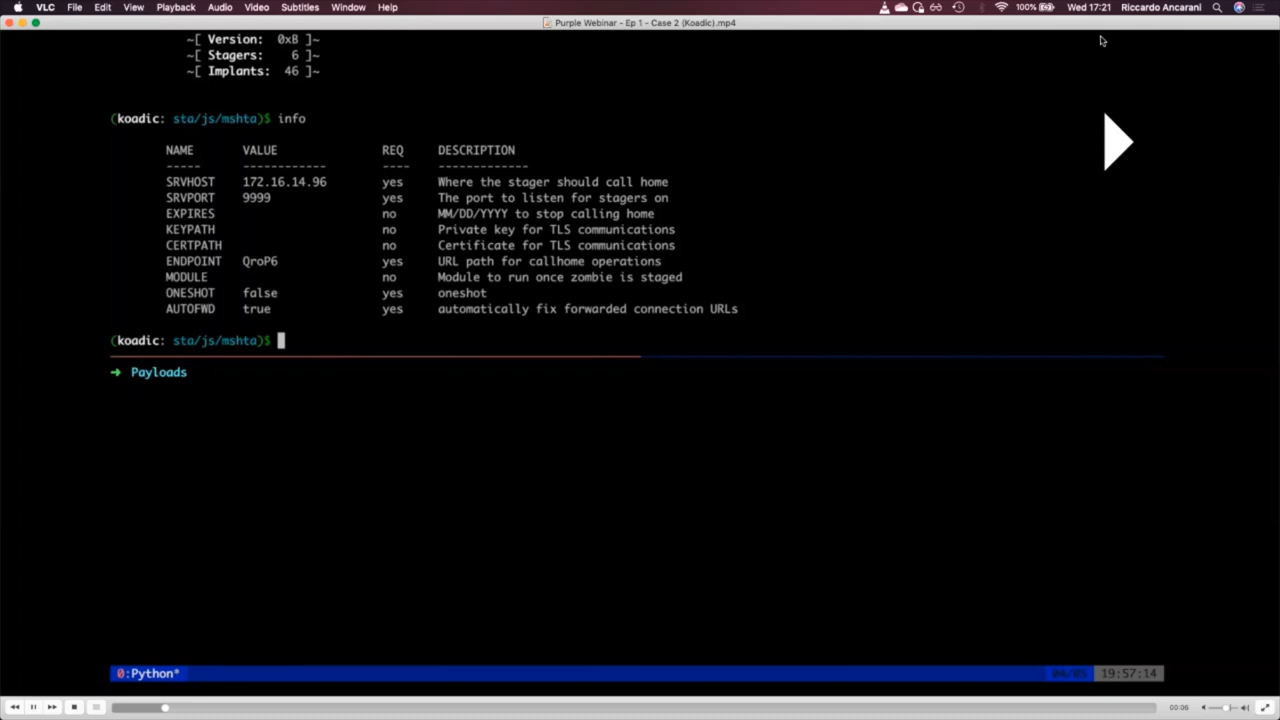 VLC File Edit View Playback Audio Video Subtitles Window Help 100% Wed 17:21 Riccardo Ancarani
Purple Webinar - Ep 1 - Case 2 (Koadic).mp4
~[ Version: 0xB ]~
~[ Stagers: 6 ]~
~[ Implants: 46 ]~
(koadic: sta/js/mshta)$ info
NAME VALUE REQ DESCRIPTION
----- ------------ ---- -------------
SRVHOST 172.16.14.96 yes Where the stager should call home
SRVPORT 9999 yes The port to listen for stagers on
EXPIRES no MM/DD/YYYY to stop calling home
KEYPATH no Private key for TLS communications
CERTPATH no Certificate for TLS communications
ENDPOINT QroP6 yes URL path for callhome operations
MODULE no Module to run once zombie is staged
ONESHOT false yes oneshot
AUTOFWD true yes automatically fix forwarded connection URLs
(koadic: sta/js/mshta)$
➜ Payloads
0:Python* 19:57:14
00:06